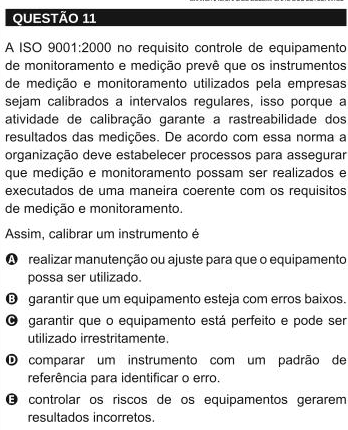 QUESTÃO 11
A ISO 9001:2000 no requisito controle de equipamento
de monitoramento e medição prevê que os instrumentos
de medição e monitoramento utilizados pela empresas
sejam calibrados a intervalos regulares, isso porque a
atividade de calibração garante a rastreabilidade dos
resultados das medições. De acordo com essa norma a
organização deve estabelecer processos para assegurar
que medição e monitoramento possam ser realizados e
executados de uma maneira coerente com os requisitos
de medição e monitoramento.
Assim, calibrar um instrumento é
A realizar manutenção ou ajuste para que o equipamento
possa ser utilizado.
B garantir que um equipamento esteja com erros baixos.
C garantir que o equipamento está perfeito e pode ser
utilizado irrestritamente.
D comparar um instrumento com um padrão de
referência para identificar o erro.
E controlar os riscos de os equipamentos gerarem
resultados incorretos.